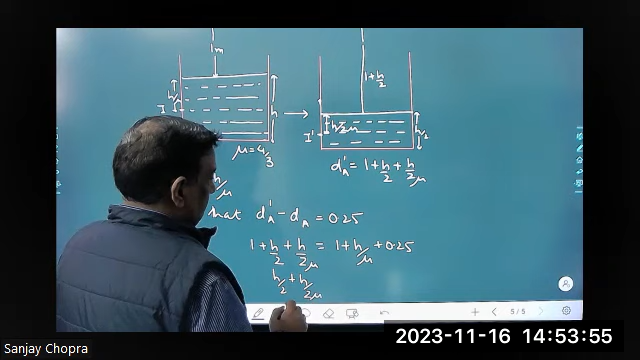 1m
h/μ
I
h
μ = 4/3
1 + h/2
h/2μ
I'
h/2
d'A = 1 + h/2 + h/2μ
h/μ
hat d'A - dA = 0.25
1 + h/2 + h/2μ = 1 + h/μ + 0.25
h/2 + h/2μ
5/5
2023-11-16 14:53:55
Sanjay Chopra